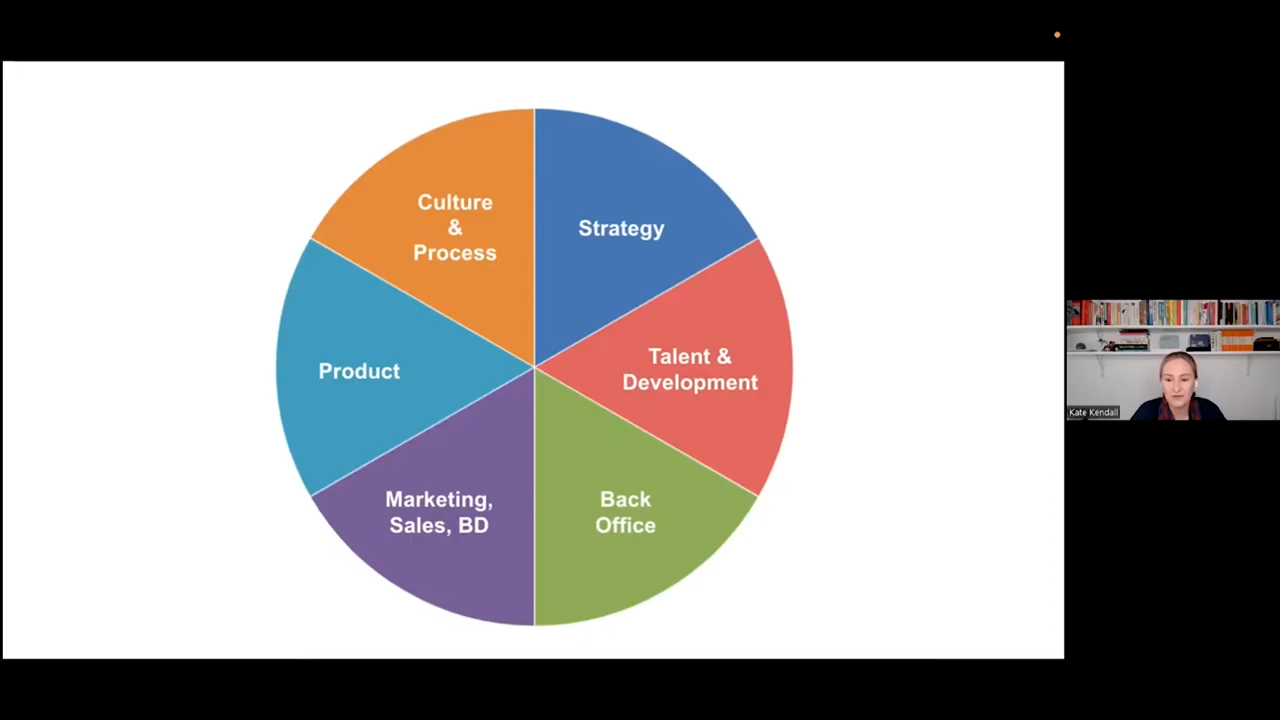 Culture
&
Process
Strategy
Talent &
Development
Product
Marketing,
Sales, BD
Back
Office
Kate Kendall